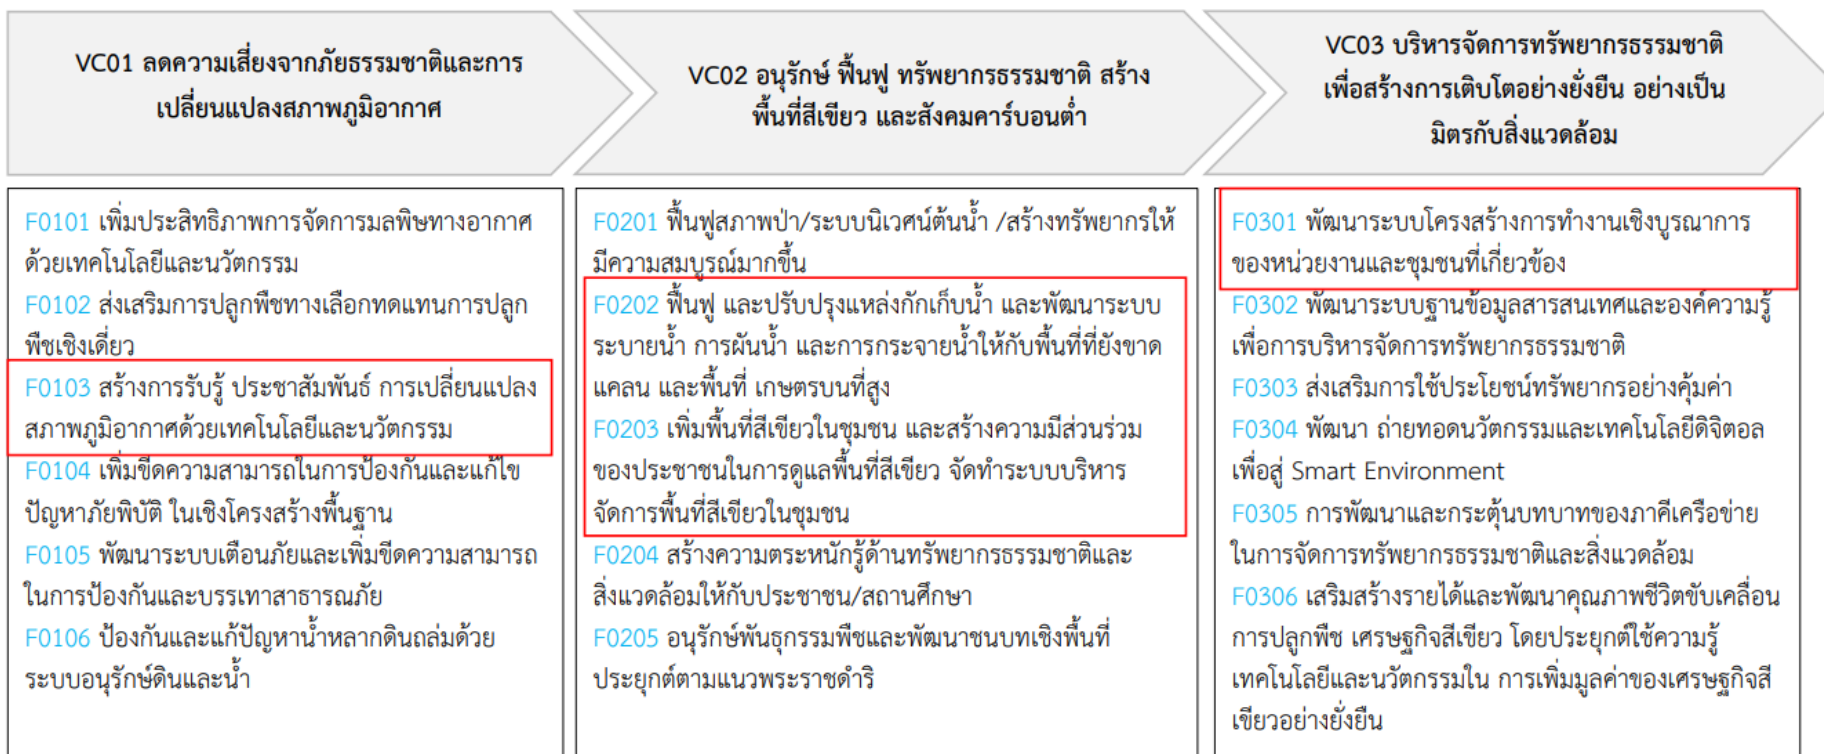 VC01 ลดความเสี่ยงจากภัยธรรมชาติและการ
เปลี่ยนแปลงสภาพภูมิอากาศ
VC02 อนุรักษ์ ฟื้นฟู ทรัพยากรธรรมชาติ สร้าง
พื้นที่สีเขียว และสังคมคาร์บอนต่ำ
VC03 บริหารจัดการทรัพยากรธรรมชาติ
เพื่อสร้างการเติบโตอย่างยั่งยืน อย่างเป็น
มิตรกับสิ่งแวดล้อม
F0101 เพิ่มประสิทธิภาพการจัดการมลพิษทางอากาศ
ด้วยเทคโนโลยีและนวัตกรรม
F0102 ส่งเสริมการปลูกพืชทางเลือกทดแทนการปลูก
พืชเชิงเดี่ยว
F0103 สร้างการรับรู้ ประชาสัมพันธ์ การเปลี่ยนแปลง
สภาพภูมิอากาศด้วยเทคโนโลยีและนวัตกรรม
F0104 เพิ่มขีดความสามารถในการป้องกันและแก้ไข
ปัญหาภัยพิบัติ ในเชิงโครงสร้างพื้นฐาน
F0105 พัฒนาระบบเตือนภัยและเพิ่มขีดความสามารถ
ในการป้องกันและบรรเทาสาธารณภัย
F0106 ป้องกันและแก้ปัญหาน้ำหลากดินถล่มด้วย
ระบบอนุรักษ์ดินและน้ำ
F0201 ฟื้นฟูสภาพป่า/ระบบนิเวศน์ต้นน้ำ /สร้างทรัพยากรให้
มีความสมบูรณ์มากขึ้น
F0202 ฟื้นฟู และปรับปรุงแหล่งกักเก็บน้ำ และพัฒนาระบบ
ระบายน้ำ การผันน้ำ และการกระจายน้ำให้กับพื้นที่ที่ยังขาด
แคลน และพื้นที่ เกษตรบนที่สูง
F0203 เพิ่มพื้นที่สีเขียวในชุมชน และสร้างความมีส่วนร่วม
ของประชาชนในการดูแลพื้นที่สีเขียว จัดทำระบบบริหาร
จัดการพื้นที่สีเขียวในชุมชน
F0204 สร้างความตระหนักรู้ด้านทรัพยากรธรรมชาติและ
สิ่งแวดล้อมให้กับประชาชน/สถานศึกษา
F0205 อนุรักษ์พันธุกรรมพืชและพัฒนาชนบทเชิงพื้นที่
ประยุกต์ตามแนวพระราชดำริ
F0301 พัฒนาระบบโครงสร้างการทำงานเชิงบูรณาการ
ของหน่วยงานและชุมชนที่เกี่ยวข้อง
F0302 พัฒนาระบบฐานข้อมูลสารสนเทศและองค์ความรู้
เพื่อการบริหารจัดการทรัพยากรธรรมชาติ
F0303 ส่งเสริมการใช้ประโยชน์ทรัพยากรอย่างคุ้มค่า
F0304 พัฒนา ถ่ายทอดนวัตกรรมและเทคโนโลยีดิจิตอล
เพื่อสู่ Smart Environment
F0305 การพัฒนาและกระตุ้นบทบาทของภาคีเครือข่าย
ในการจัดการทรัพยากรธรรมชาติและสิ่งแวดล้อม
F0306 เสริมสร้างรายได้และพัฒนาคุณภาพชีวิตขับเคลื่อน
การปลูกพืช เศรษฐกิจสีเขียว โดยประยุกต์ใช้ความรู้
เทคโนโลยีและนวัตกรรมใน การเพิ่มมูลค่าของเศรษฐกิจสี
เขียวอย่างยั่งยืน